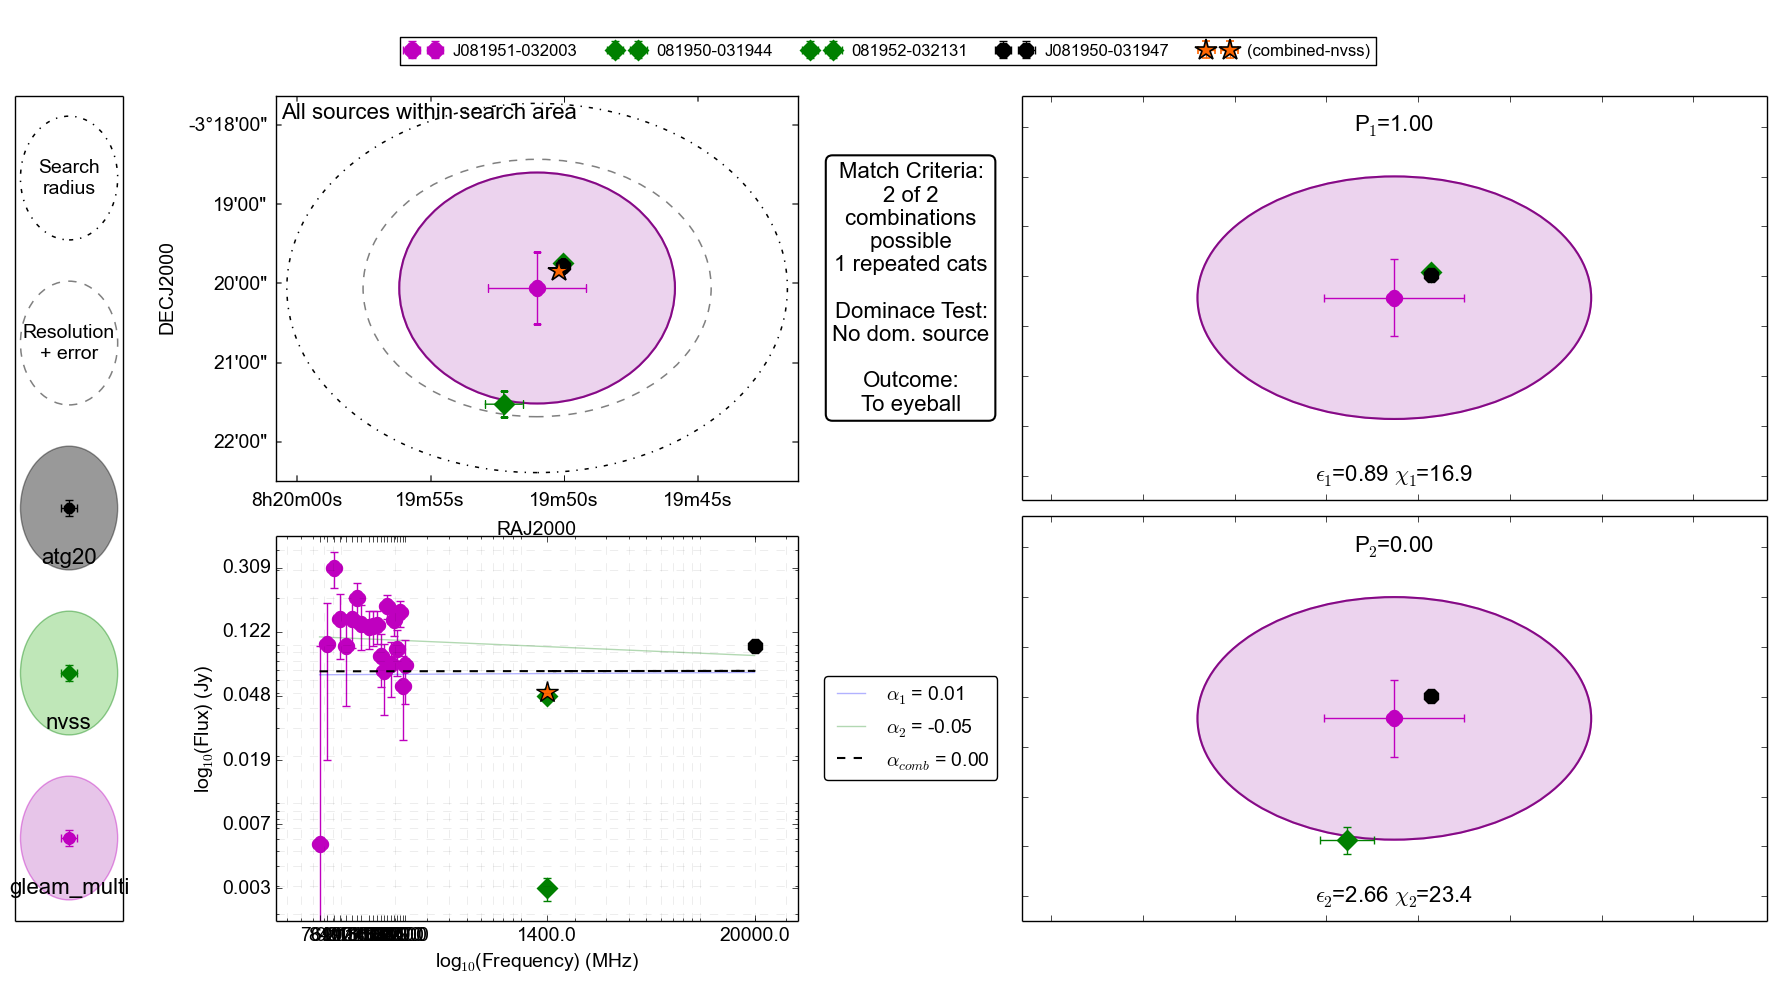 J081951-032003 081950-031944 081952-032131 J081950-031947 (combined-nvss)
Search
radius
Resolution
+ error
atg20
nvss
gleam_multi
All sources within search area
DECJ2000
-3°18'00"
19'00"
20'00"
21'00"
22'00"
8h20m00s 19m55s 19m50s 19m45s
RAJ2000
Match Criteria:
2 of 2
combinations
possible
1 repeated cats
Dominace Test:
No dom. source
Outcome:
To eyeball
P1=1.00
ϵ1=0.89 χ1=16.9
P2=0.00
ϵ2=2.66 χ2=23.4
log10(Flux) (Jy)
0.309
0.122
0.048
0.019
0.007
0.003
1400.0 20000.0
log10(Frequency) (MHz)
α1 = 0.01
α2 = -0.05
αcomb = 0.00